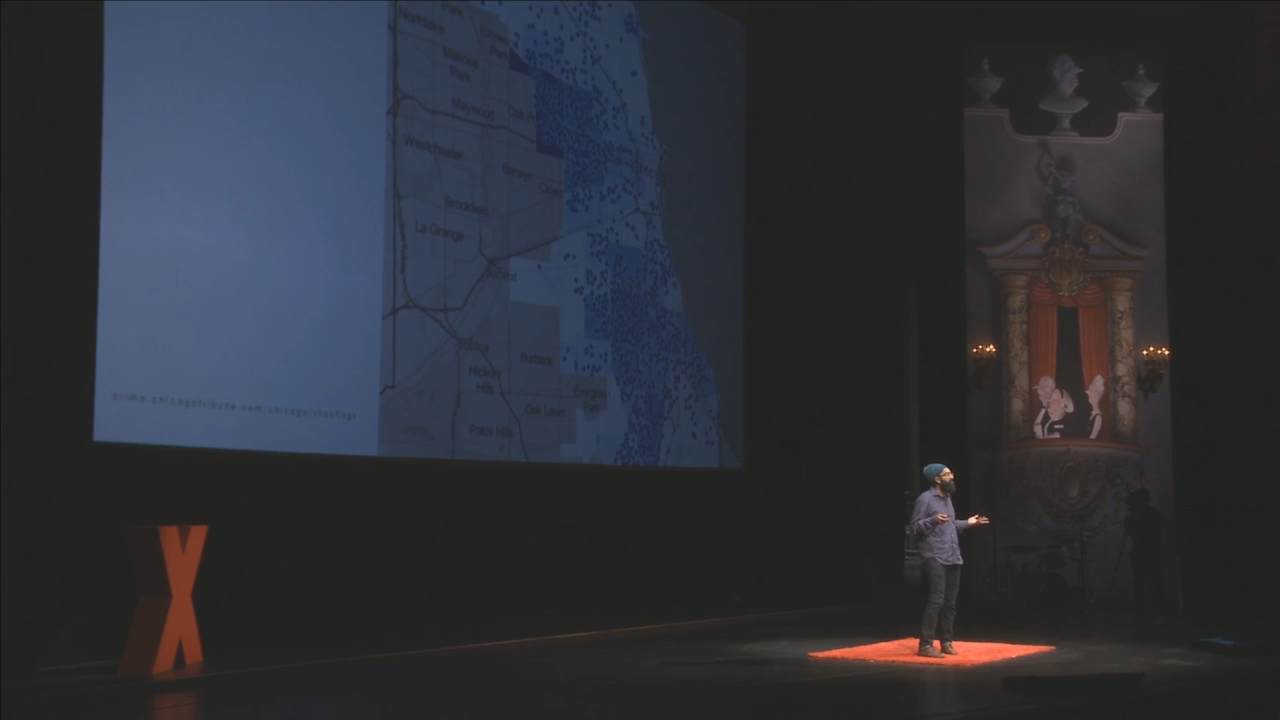 Park
Northlake
Melrose
Park
Maywood
Oak P
Westchester
Berwyn
Cicero
Brookfield
La Grange
Summit
Justice
Burbank
Hickory
Hills
Evergreen
Park
Oak Lawn
Palos Hills
crime.chicagotribune.com/chicago/shootings
X